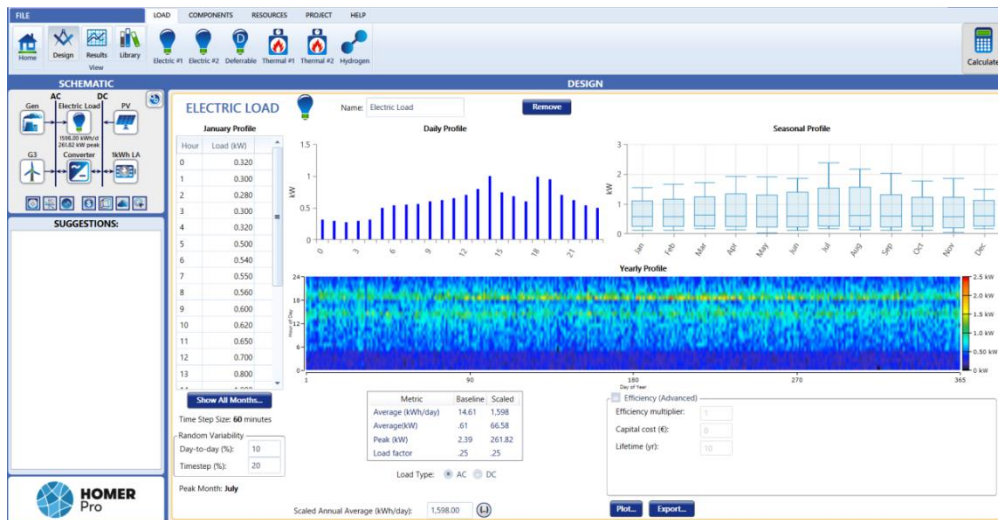 FILE
LOAD COMPONENTS RESOURCES PROJECT HELP
Home
Design
Results
Library
View
Electric #1
Electric #2
Deferrable
Thermal #1
Thermal #2
Hydrogen
Calculate
SCHEMATIC
DESIGN
AC
DC
Gen
Electric Load
PV
1598.00 kWh/d
261.82 kW peak
G3
Converter
1kWh LA
SUGGESTIONS:
HOMER
Pro
ELECTRIC LOAD
Name: Electric Load
Remove
January Profile
Hour Load (kW)
0 0.320
1 0.300
2 0.280
3 0.300
4 0.320
5 0.500
6 0.540
7 0.550
8 0.560
9 0.600
10 0.620
11 0.650
12 0.700
13 0.800
Show All Months...
Time Step Size: 60 minutes
Random Variability
Day-to-day (%): 10
Timestep (%): 20
Peak Month: July
Daily Profile
kW
1.5
1
0.5
0
0 3 6 9 12 15 18 21
Seasonal Profile
kW
3
2
1
0
Jan Feb Mar Apr May Jun Jul Aug Sep Oct Nov Dec
Yearly Profile
Hour of Day
24
18
12
6
0
1 90 180 270 365
Day of Year
2.5 kW
2.0 kW
1.5 kW
1.0 kW
0.50 kW
0 kW
Metric Baseline Scaled
Average (kWh/day) 14.61 1,598
Average(kW) .61 66.58
Peak (kW) 2.39 261.82
Load factor .25 .25
Load Type: AC DC
Efficiency (Advanced)
Efficiency multiplier: 1
Capital cost (€): 0
Lifetime (yr): 10
Scaled Annual Average (kWh/day): 1,598.00
Plot...
Export...